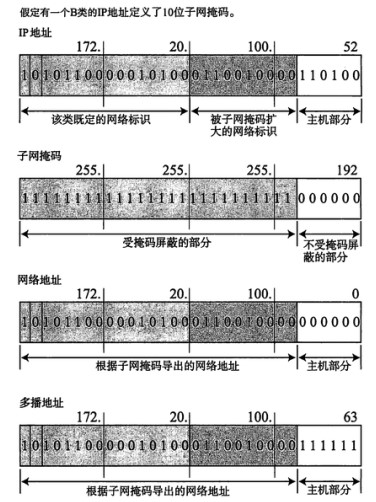 假定有一个B类的IP地址定义了10位子网掩码。
IP地址
172. 20. 100. 52
10101100000101000110010000110100
该类既定的网络标识 被子网掩码扩大的网络标识 主机部分
子网掩码
255. 255. 255. 192
11111111111111111111111111000000
受掩码屏蔽的部分 不受掩码屏蔽的部分
网络地址
172. 20. 100. 0
10101100000101000110010000000000
根据子网掩码导出的网络地址 主机部分
多播地址
172. 20. 100. 63
10101100000101000110010000111111
根据子网掩码导出的网络地址 主机部分